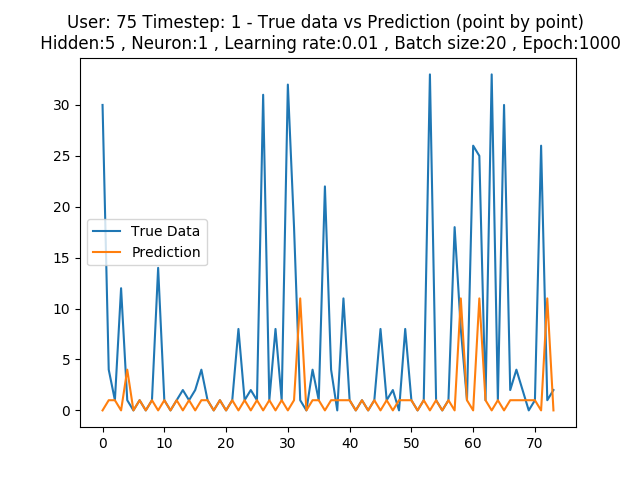 User: 75 Timestep: 1 - True data vs Prediction (point by point)
Hidden:5 , Neuron:1 , Learning rate:0.01 , Batch size:20 , Epoch:1000
30
25
20
15
10
5
0
True Data
Prediction
0 10 20 30 40 50 60 70